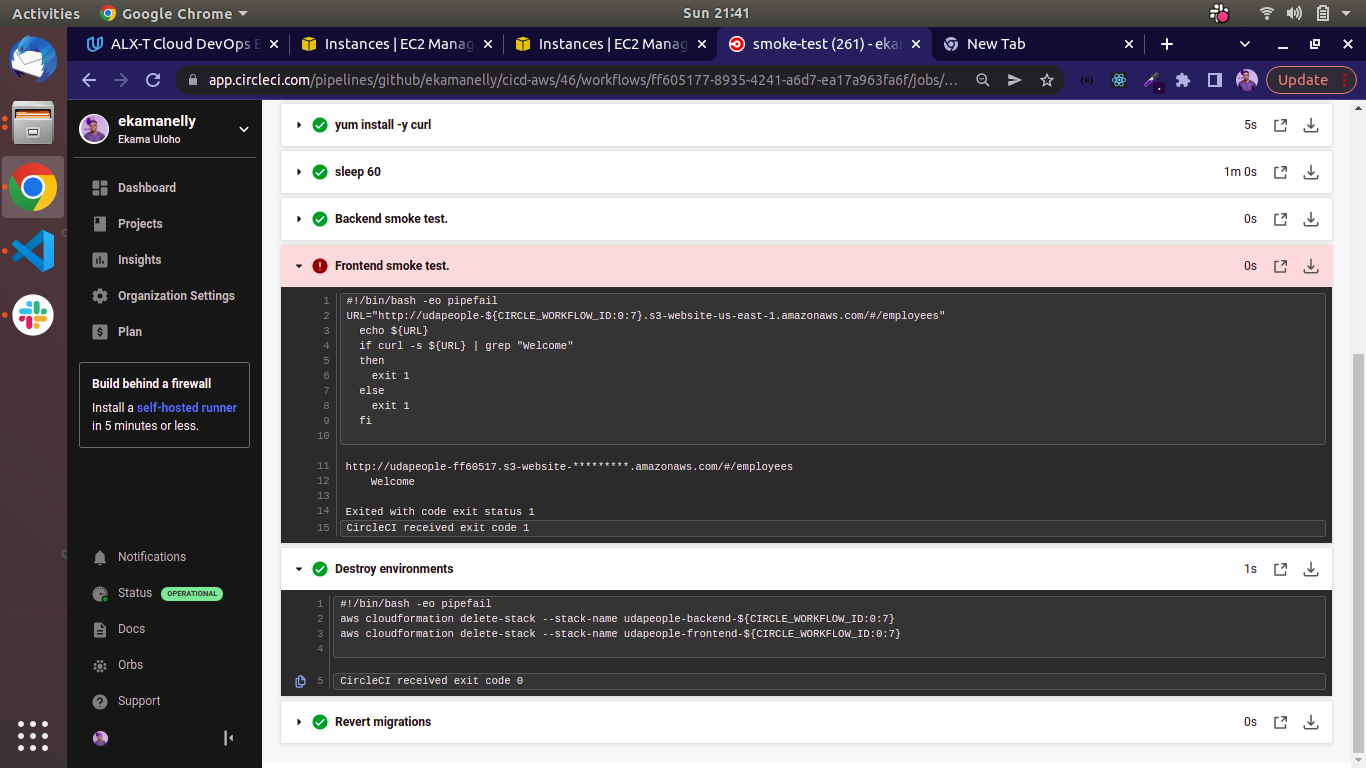 Activities
Google Chrome
Sun 21:41
ALX-T Cloud DevOps E
Instances | EC2 Manag
Instances | EC2 Manag
smoke-test (261) - ekar
New Tab
app.circleci.com/pipelines/github/ekamanelly/cicd-aws/46/workflows/ff605177-8935-4241-a6d7-ea17a963fa6f/jobs/...
Update
ekamanelly
Ekama Uloho
Dashboard
Projects
Insights
Organization Settings
Plan
Build behind a firewall
Install a self-hosted runner
in 5 minutes or less.
Notifications
Status OPERATIONAL
Docs
Orbs
Support
yum install -y curl 5s
sleep 60 1m 0s
Backend smoke test. 0s
Frontend smoke test. 0s
1 #!/bin/bash -eo pipefail
2 URL="http://udapeople-${CIRCLE_WORKFLOW_ID:0:7}.s3-website-us-east-1.amazonaws.com/#/employees"
3 echo ${URL}
4 if curl -s ${URL} | grep "Welcome"
5 then
6 exit 1
7 else
8 exit 1
9 fi
10
11 http://udapeople-ff60517.s3-website-*********.amazonaws.com/#/employees
12 Welcome
13
14 Exited with code exit status 1
15 CircleCI received exit code 1
Destroy environments 1s
1 #!/bin/bash -eo pipefail
2 aws cloudformation delete-stack --stack-name udapeople-backend-${CIRCLE_WORKFLOW_ID:0:7}
3 aws cloudformation delete-stack --stack-name udapeople-frontend-${CIRCLE_WORKFLOW_ID:0:7}
4
5 CircleCI received exit code 0
Revert migrations 0s